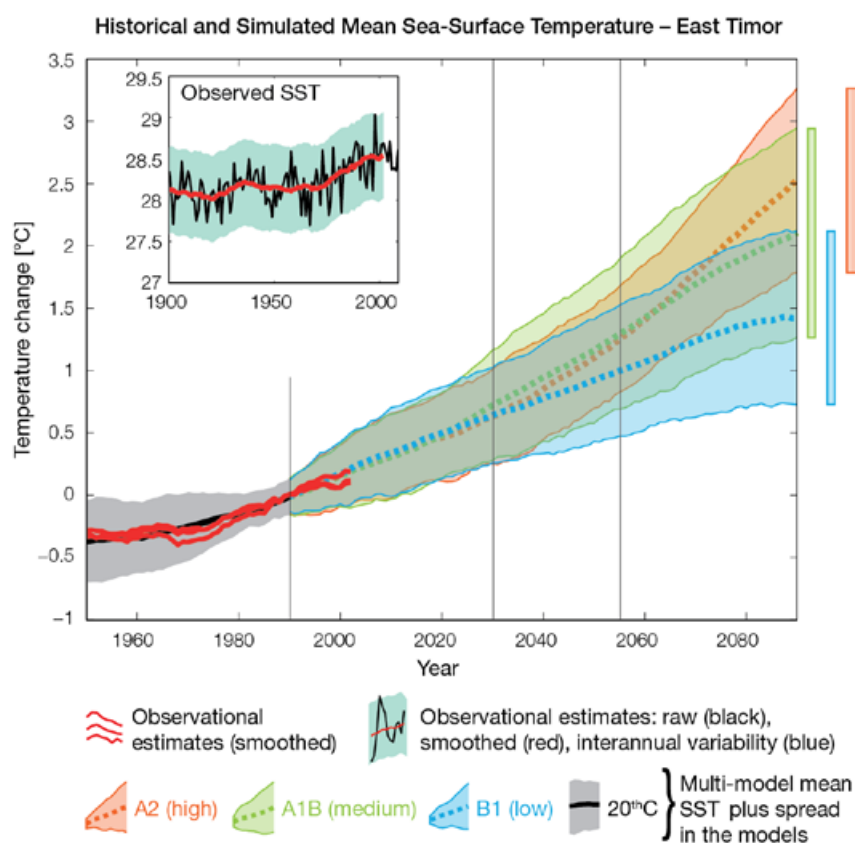 Historical and Simulated Mean Sea-Surface Temperature – East Timor
3.5
3
2.5
2
1.5
1
0.5
0
−0.5
−1
Temperature change [°C]
29.5
29
28.5
28
27.5
27
Observed SST
1900
1950
2000
1960
1980
2000
2020
2040
2060
2080
Year
Observational
estimates (smoothed)
Observational estimates: raw (black),
smoothed (red), interannual variability (blue)
A2 (high)
A1B (medium)
B1 (low)
20thC
Multi-model mean
SST plus spread
in the models